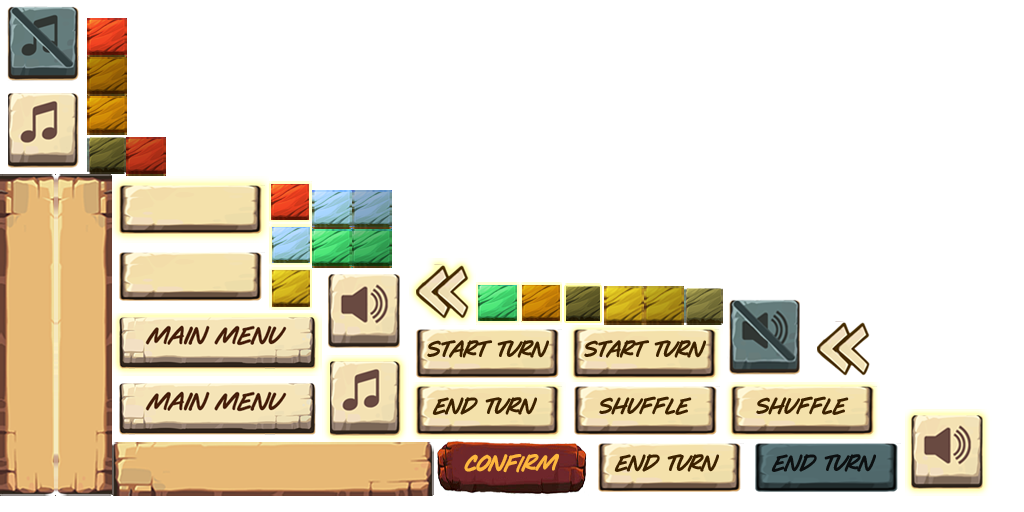 MAIN MENU
START TURN
START TURN
MAIN MENU
END TURN
SHUFFLE
SHUFFLE
CONFIRM
END TURN
END TURN